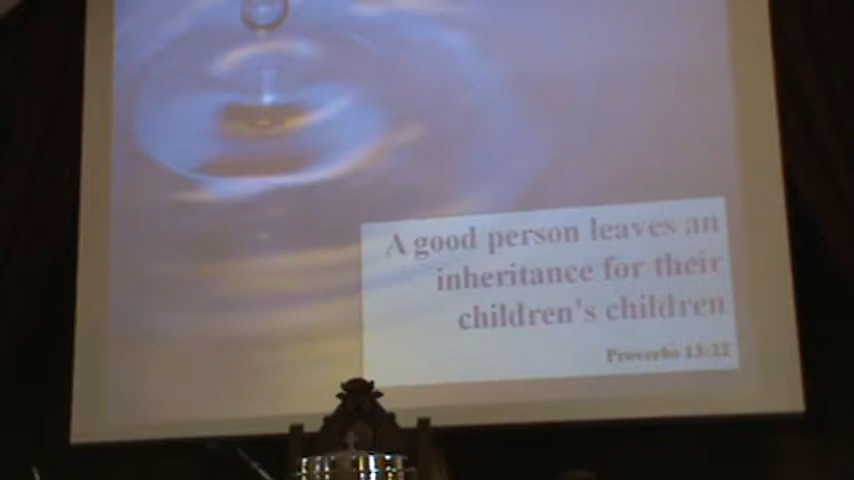 A good person leaves an
inheritance for their
children's children
Proverbs 13:22